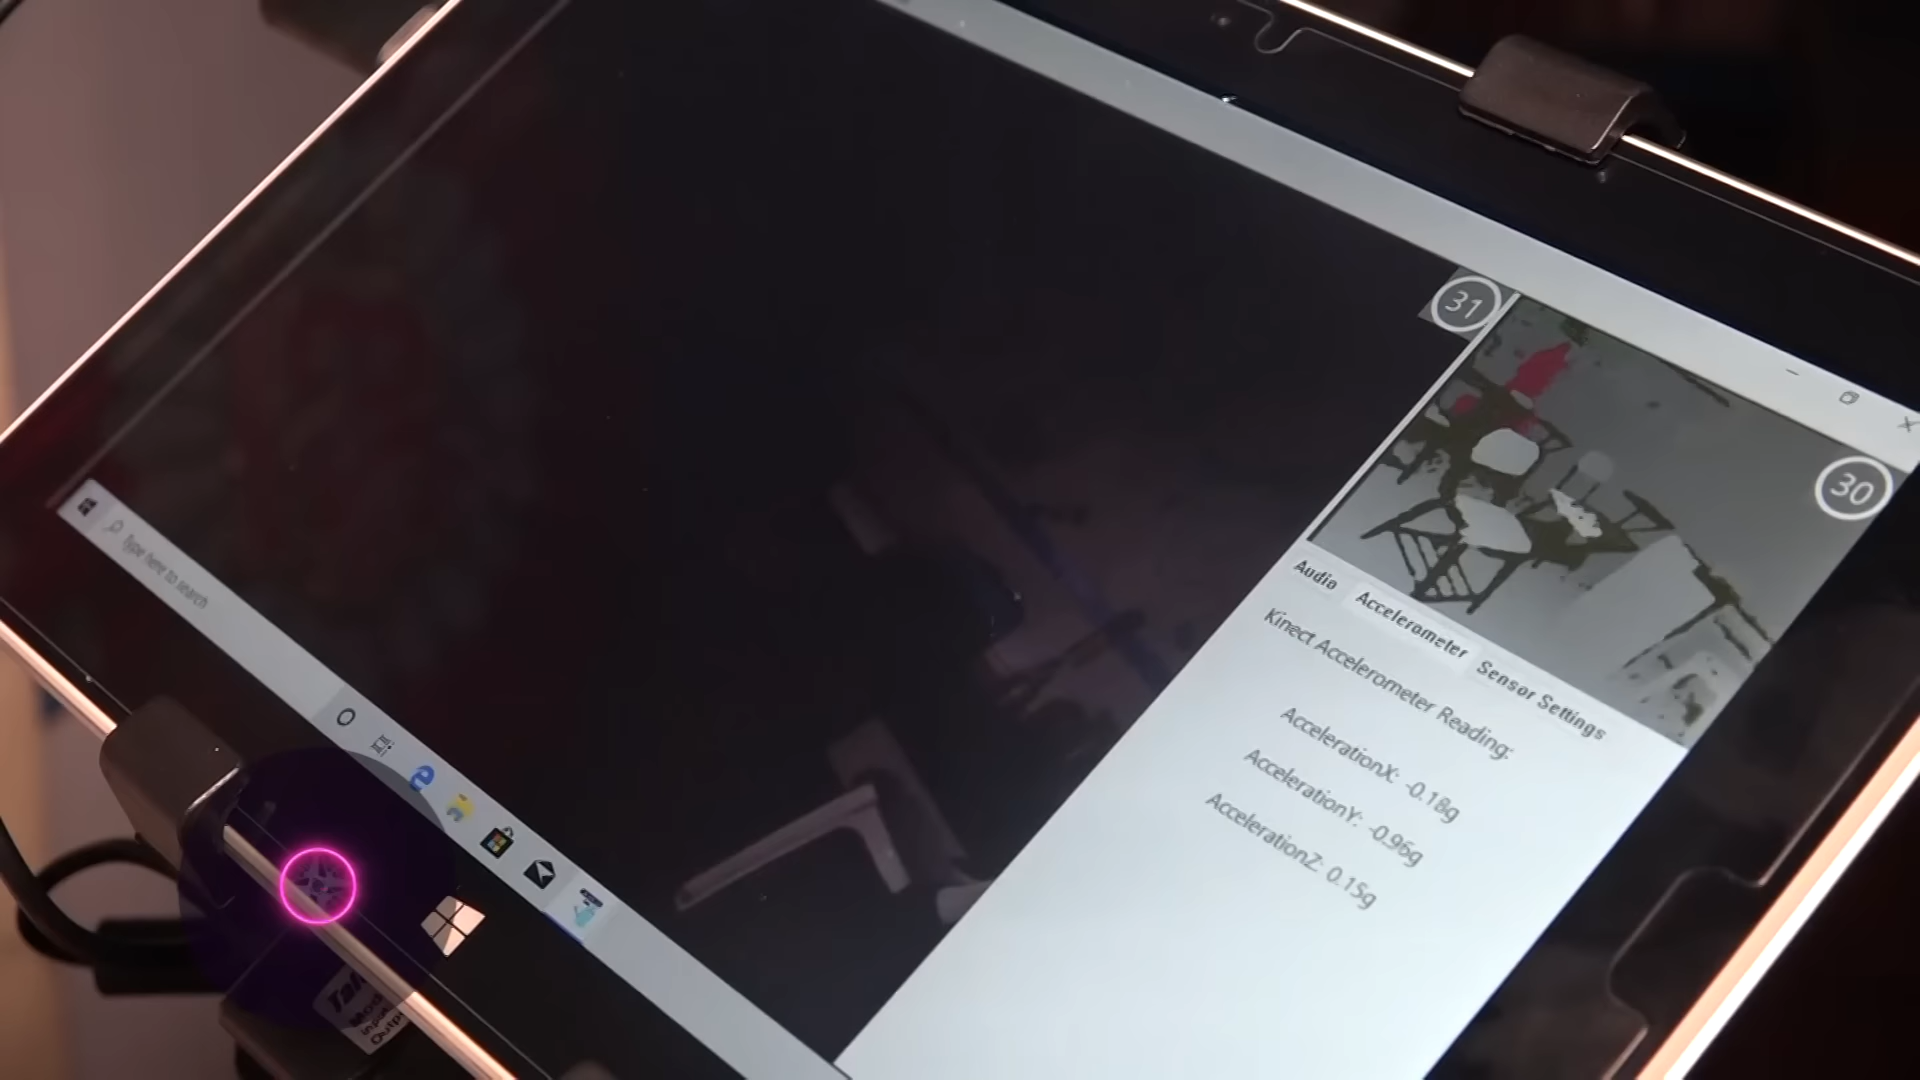 31
30
Audio Accelerometer Sensor Settings
Kinect Accelerometer Reading:
AccelerationX: -0.18g
AccelerationY: -0.96g
AccelerationZ: 0.15g
Type here to search